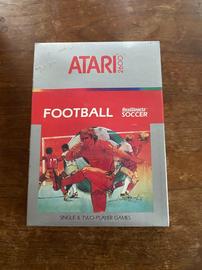 ATARI 2600
FOOTBALL RealSports
SOCCER
SINGLE & TWO-PLAYER GAMES